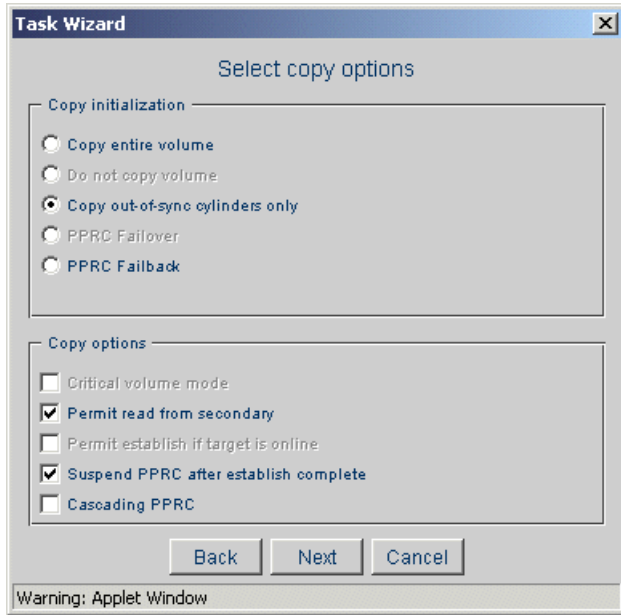 Task Wizard
Select copy options
Copy initialization
Copy entire volume
Do not copy volume
Copy out-of-sync cylinders only
PPRC Failover
PPRC Failback
Copy options
Critical volume mode
Permit read from secondary
Permit establish if target is online
Suspend PPRC after establish complete
Cascading PPRC
Back Next Cancel
Warning: Applet Window